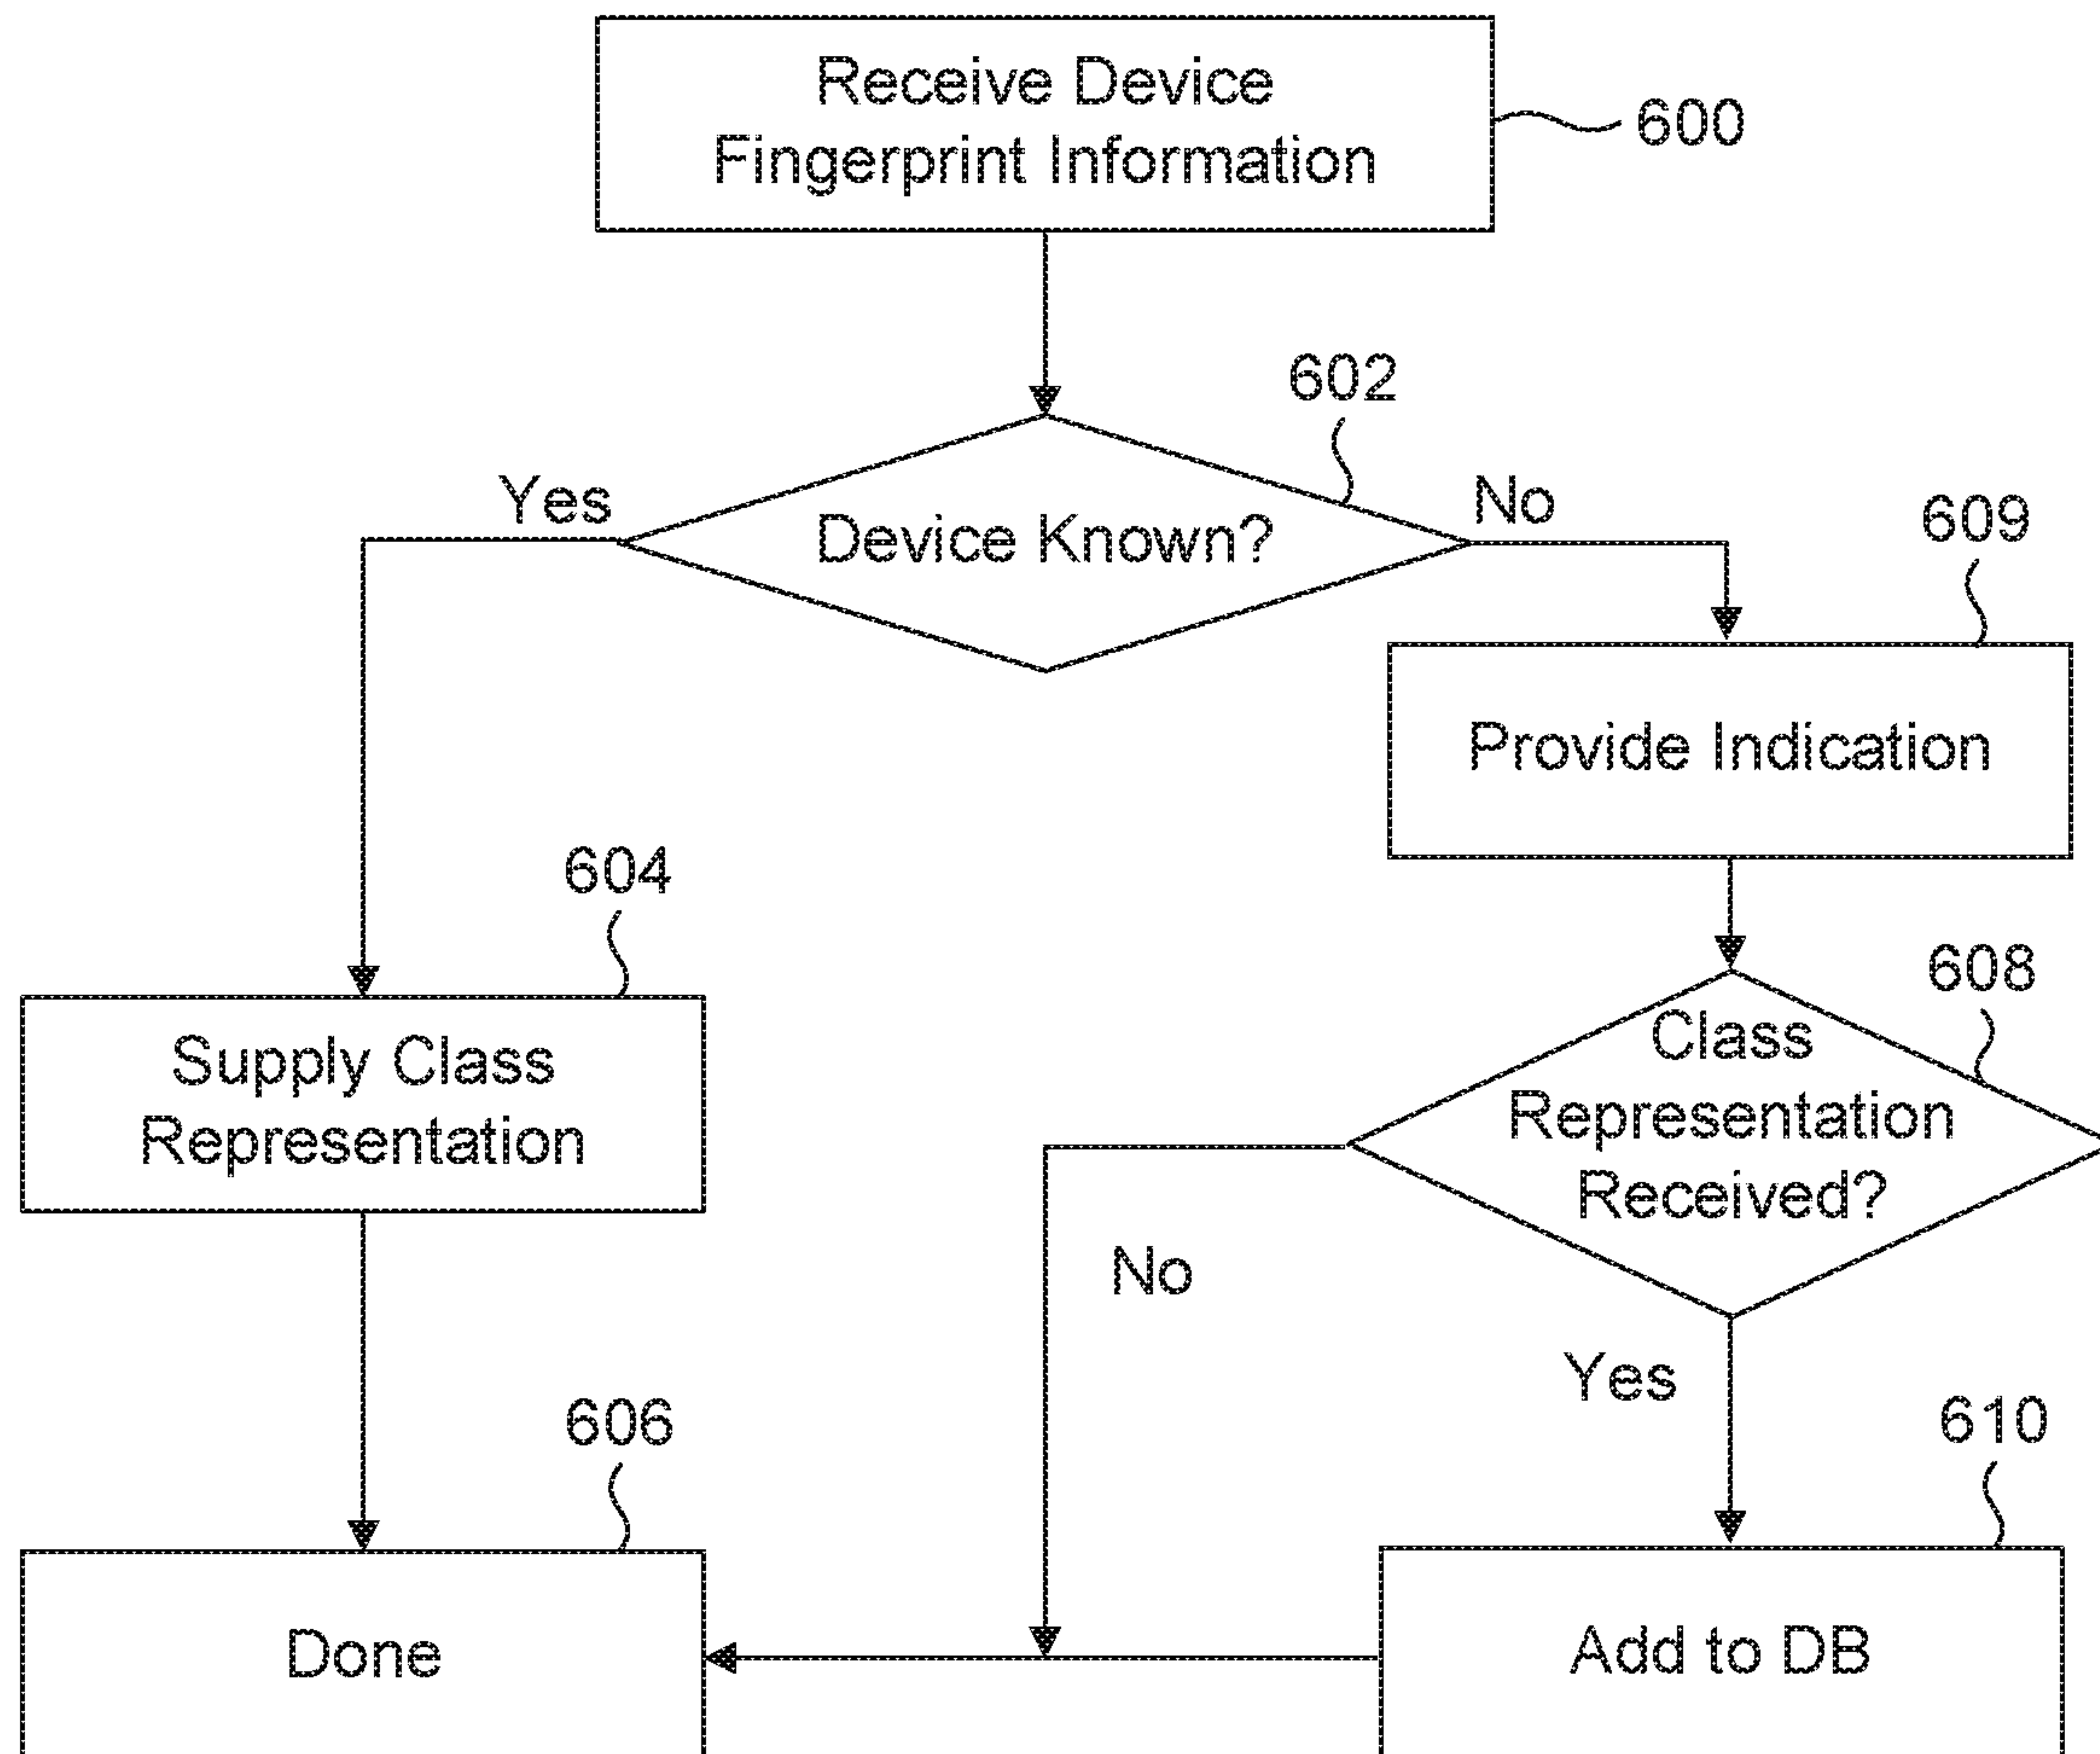 Receive Device
Fingerprint Information
600
602
Yes
Device Known?
No
609
Provide Indication
604
Supply Class
Representation
608
Class
Representation
Received?
No
Yes
606
Done
610
Add to DB